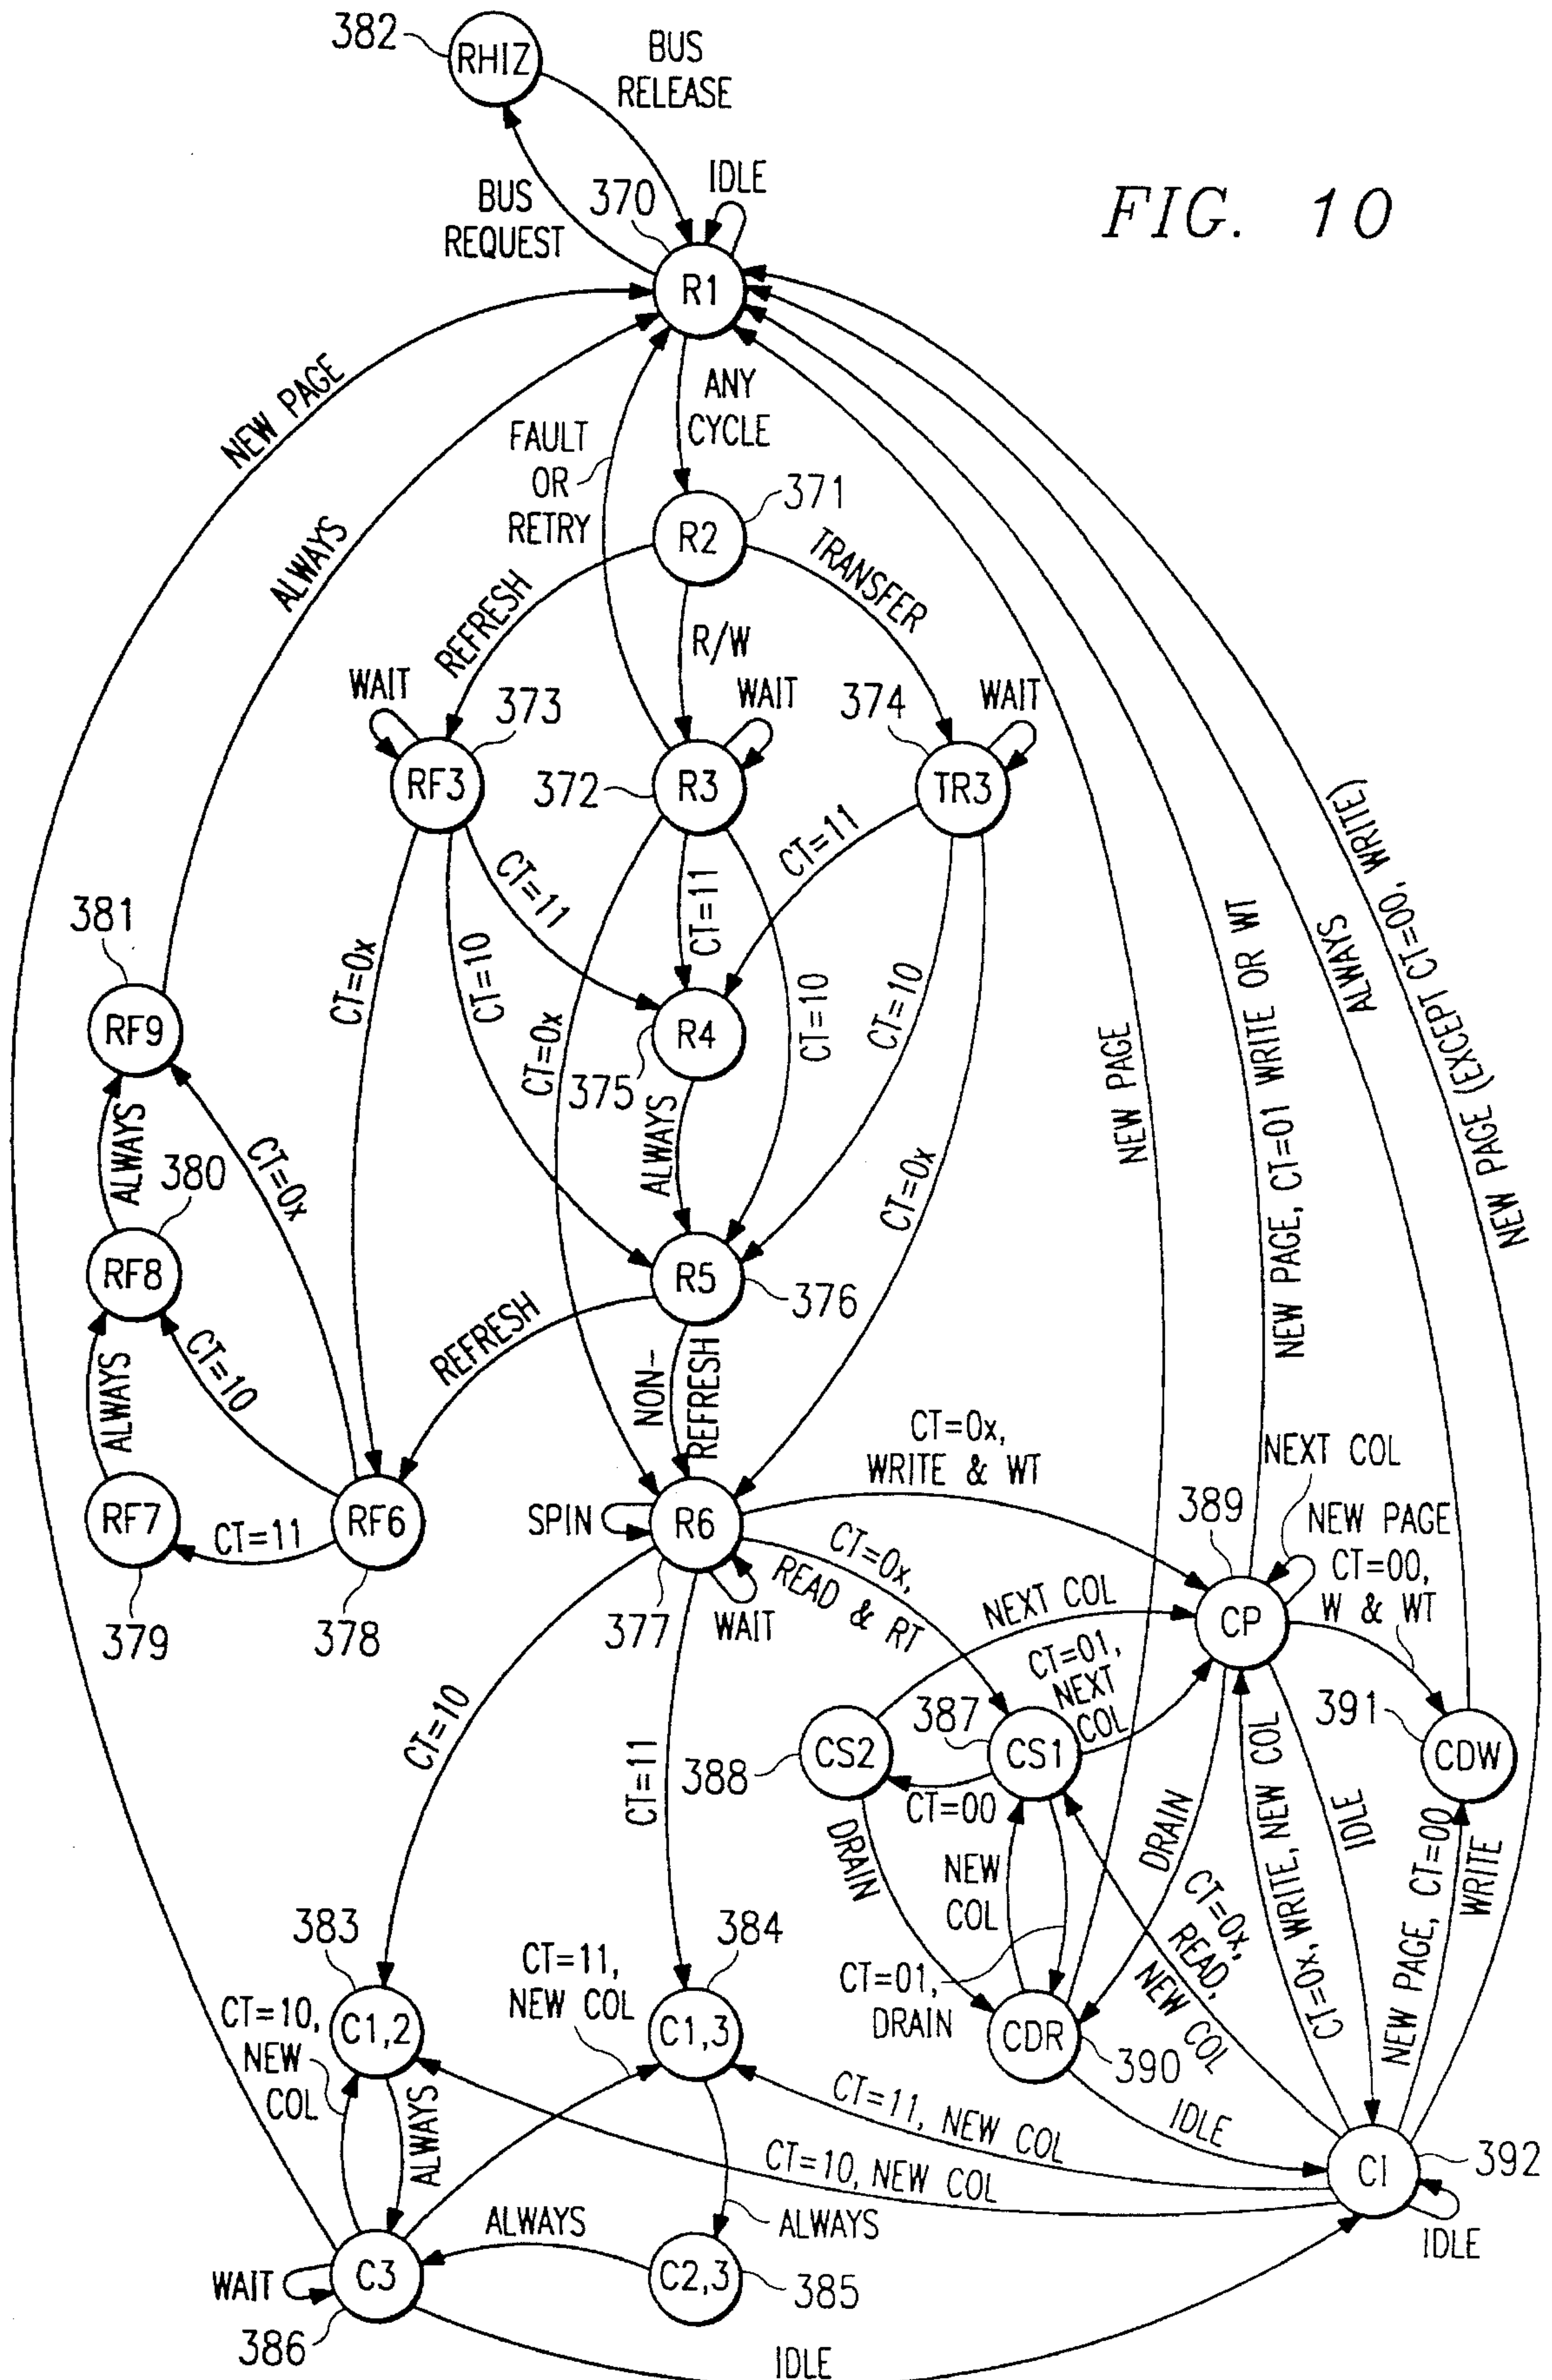 FIG. 10
382
RHIZ
BUS
RELEASE
BUS
REQUEST
370
IDLE
R1
NEW PAGE
ALWAYS
FAULT
OR
RETRY
ANY
CYCLE
371
R2
REFRESH
R/W
TRANSFER
WAIT
373
RF3
WAIT
372
R3
374
WAIT
TR3
CT=11
CT=11
CT=11
CT=0x
CT=10
CT=0x
CT=10
CT=10
CT=0x
381
RF9
R4
375
ALWAYS
ALWAYS
380
CT=0x
RF8
R5
376
ALWAYS
CT=10
REFRESH
NON-
REFRESH
RF7
379
CT=11
RF6
378
SPIN
R6
377
WAIT
CT=0x,
WRITE & WT
CT=0x,
READ & RT
NEW PAGE
NEW PAGE, CT=01 WRITE OR WT
ALWAYS
NEW PAGE (EXCEPT CT=00, WRITE)
NEXT COL
389
CP
NEW PAGE
CT=00,
W & WT
391
CDW
NEXT COL
CT=01,
NEXT
COL
387
CS1
388
CS2
CT=00
CT=10
CT=11
DRAIN
NEW
COL
CT=01,
DRAIN
DRAIN
IDLE
CDR
390
CT=0x,
READ,
NEW COL
CT=0x, WRITE, NEW COL
NEW PAGE, CT=00
WRITE
383
C1,2
CT=10,
NEW
COL
ALWAYS
CT=11,
NEW COL
384
C1,3
CT=11, NEW COL
CT=10, NEW COL
IDLE
CI
392
IDLE
ALWAYS
ALWAYS
WAIT
C3
386
C2,3
385
IDLE